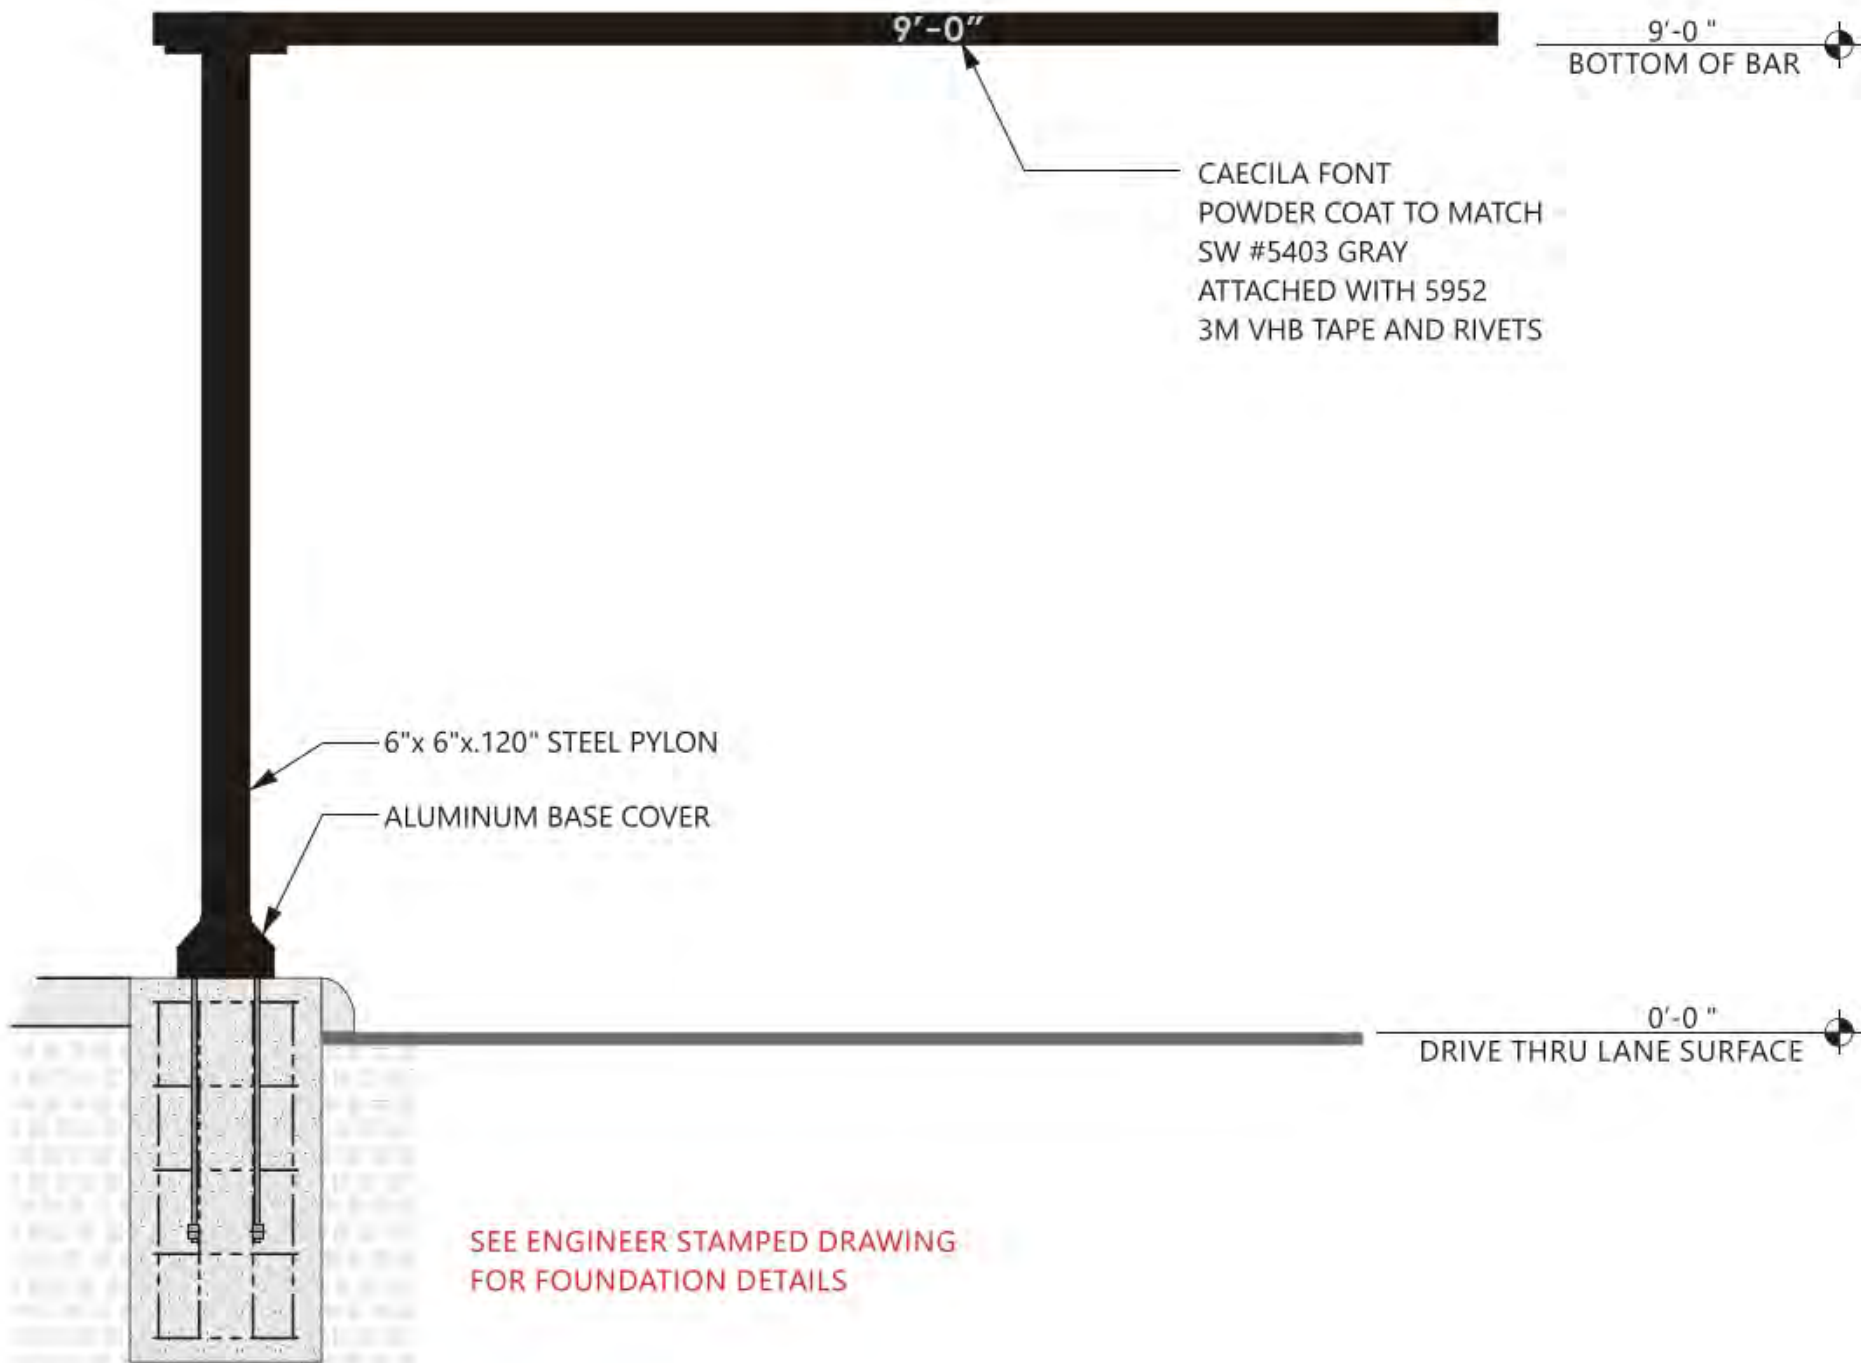 9'-0"
9'-0 "
BOTTOM OF BAR
CAECILA FONT
POWDER COAT TO MATCH
SW #5403 GRAY
ATTACHED WITH 5952
3M VHB TAPE AND RIVETS
6"x 6"x.120" STEEL PYLON
ALUMINUM BASE COVER
0'-0 "
DRIVE THRU LANE SURFACE
SEE ENGINEER STAMPED DRAWING
FOR FOUNDATION DETAILS